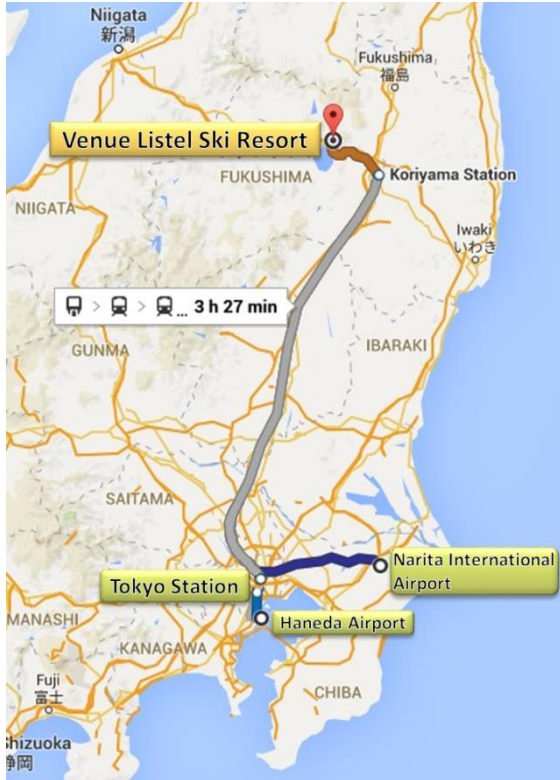 Niigata
新潟
Fukushima
福島
Venue Listel Ski Resort
FUKUSHIMA
Koriyama Station
NIIGATA
Iwaki
いわき
> > ... 3 h 27 min
GUNMA
IBARAKI
SAITAMA
Narita International
Airport
Tokyo Station
Haneda Airport
MANASHI
KANAGAWA
Fuji
富士
CHIBA
Shizuoka
静岡